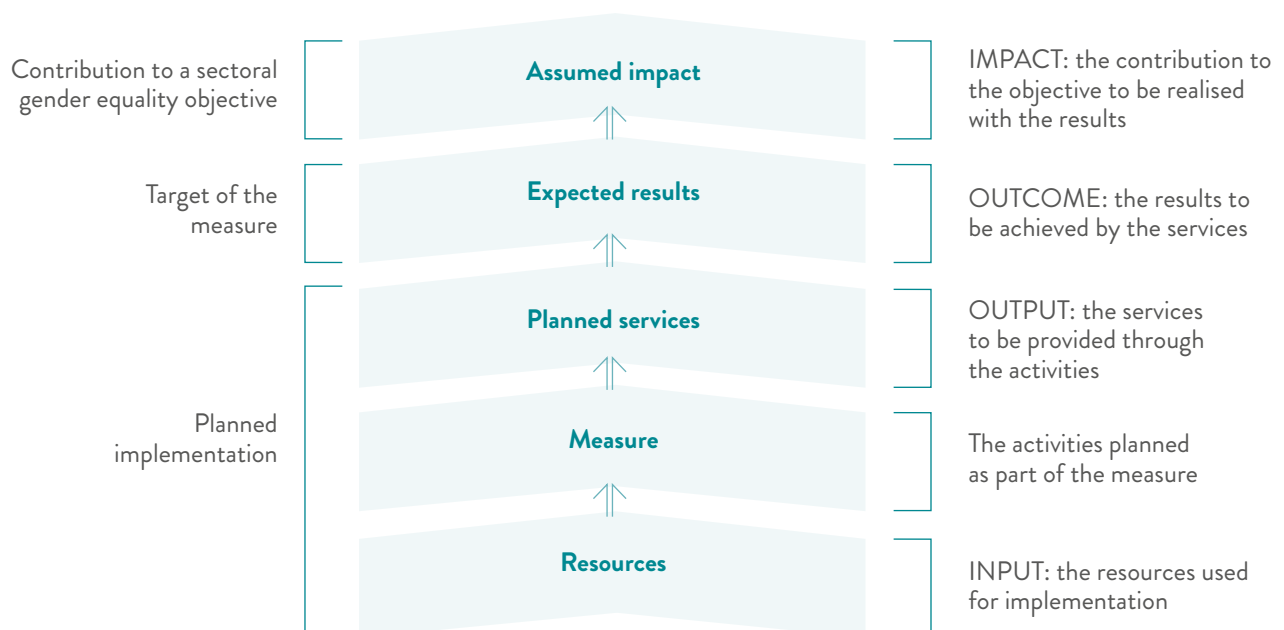 Contribution to a sectoral
gender equality objective
Assumed impact
IMPACT: the contribution to
the objective to be realised
with the results
Target of the
measure
Expected results
OUTCOME: the results to
be achieved by the services
Planned services
OUTPUT: the services
to be provided through
the activities
Planned
implementation
Measure
The activities planned
as part of the measure
Resources
INPUT: the resources used
for implementation